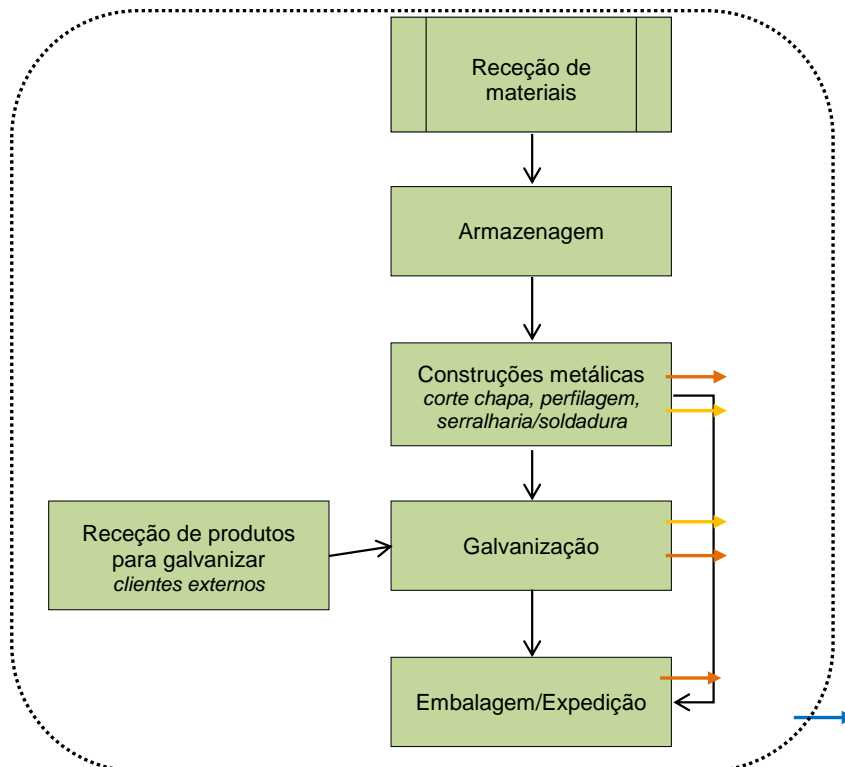 Receção de
materiais
Armazenagem
Construções metálicas
corte chapa, perfilagem,
serralharia/soldadura
Receção de produtos
para galvanizar
clientes externos
Galvanização
Embalagem/Expedição